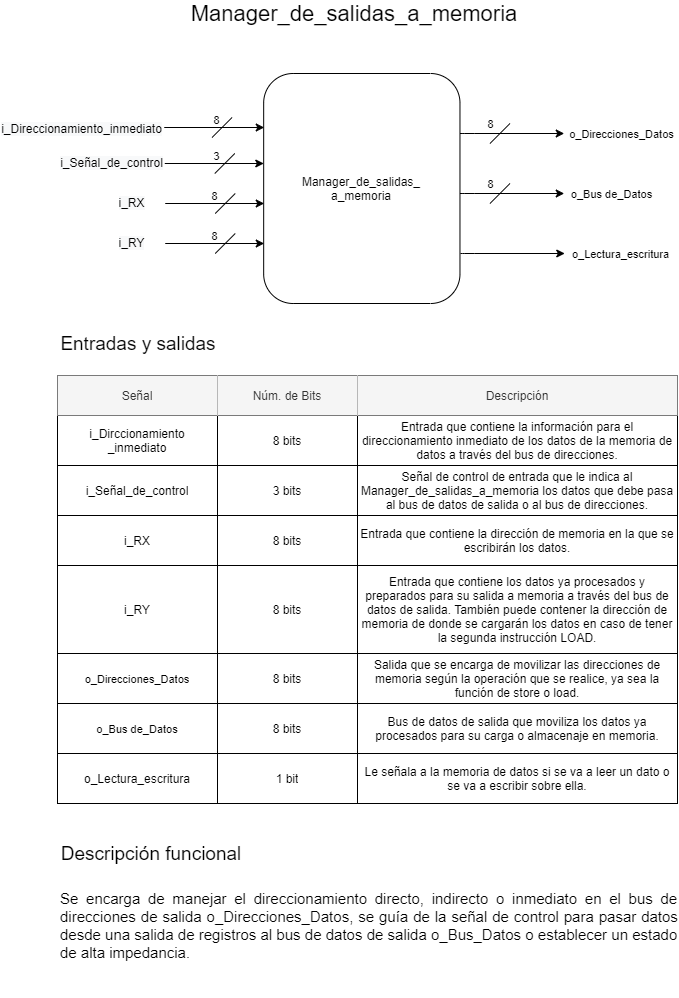 Manager_de_salidas_a_memoria
i_Direccionamiento_inmediato
8
i_Señal_de_control
3
i_RX
8
i_RY
8
Manager_de_salidas_
a_memoria
8
o_Direcciones_Datos
8
o_Bus de_Datos
o_Lectura_escritura
Entradas y salidas
Señal
Núm. de Bits
Descripción
i_Dirccionamiento
_inmediato
8 bits
Entrada que contiene la información para el
direccionamiento inmediato de los datos de la memoria de
datos a través del bus de direcciones.
i_Señal_de_control
3 bits
Señal de control de entrada que le indica al
Manager_de_salidas_a_memoria los datos que debe pasa
al bus de datos de salida o al bus de direcciones.
i_RX
8 bits
Entrada que contiene la dirección de memoria en la que se
escribirán los datos.
i_RY
8 bits
Entrada que contiene los datos ya procesados y
preparados para su salida a memoria a través del bus de
datos de salida. También puede contener la dirección de
memoria de donde se cargarán los datos en caso de tener
la segunda instrucción LOAD.
o_Direcciones_Datos
8 bits
Salida que se encarga de movilizar las direcciones de
memoria según la operación que se realice, ya sea la
función de store o load.
o_Bus de_Datos
8 bits
Bus de datos de salida que moviliza los datos ya
procesados para su carga o almacenaje en memoria.
o_Lectura_escritura
1 bit
Le señala a la memoria de datos si se va a leer un dato o
se va a escribir sobre ella.
Descripción funcional
Se encarga de manejar el direccionamiento directo, indirecto o inmediato en el bus de
direcciones de salida o_Direcciones_Datos, se guía de la señal de control para pasar datos
desde una salida de registros al bus de datos de salida o_Bus_Datos o establecer un estado
de alta impedancia.